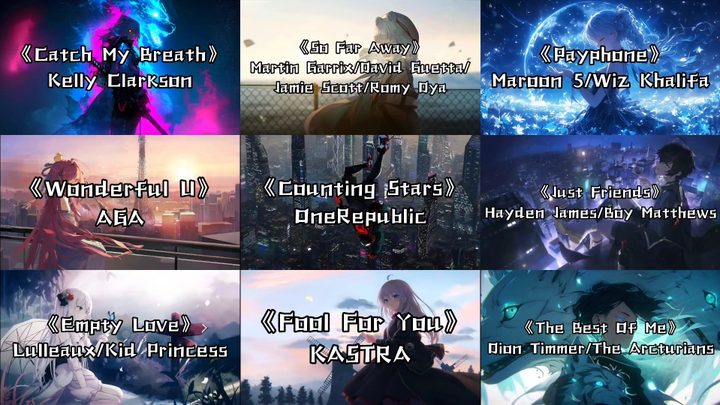 《Catch My Breath》
Kelly Clarkson
《So Far Away》
Martin Garrix/David Guetta/
Jamie Scott/Romy Dya
《Payphone》
Maroon 5/Wiz Khalifa
《Wonderful U》
AGA
《Counting Stars》
OneRepublic
《Just Friends》
Hayden James/Boy Matthews
《Empty Love》
Lulleaux/Kid Princess
《Fool For You》
KASTRA
《The Best Of Me》
Dion Timmer/The Arcturians